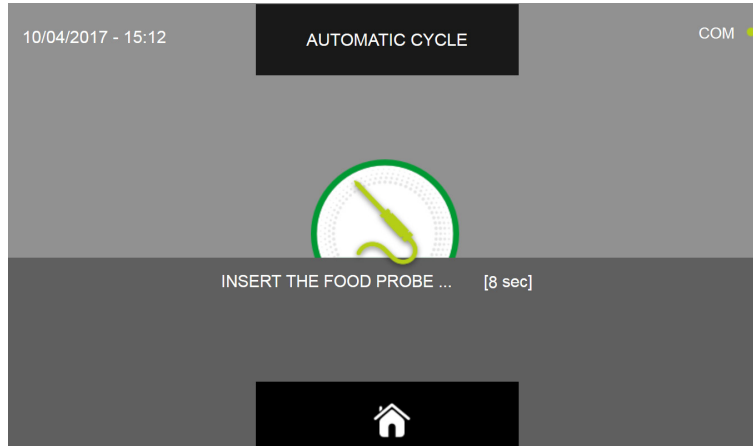 10/04/2017 - 15:12
AUTOMATIC CYCLE
COM
INSERT THE FOOD PROBE ... [8 sec]